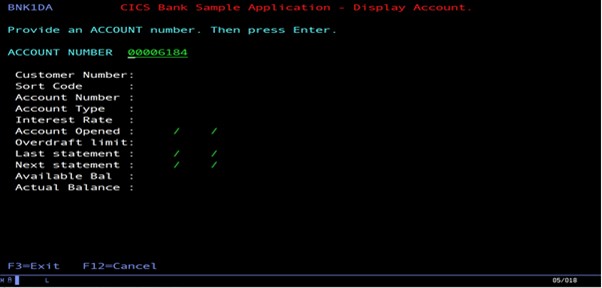 BNK1DA CICS Bank Sample Application - Display Account.
Provide an ACCOUNT number. Then press Enter.
ACCOUNT NUMBER 00006184
Customer Number:
Sort Code :
Account Number :
Account Type :
Interest Rate :
Account Opened : / /
Overdraft limit:
Last statement : / /
Next statement : / /
Available Bal :
Actual Balance :
F3=Exit F12=Cancel
L 05/018